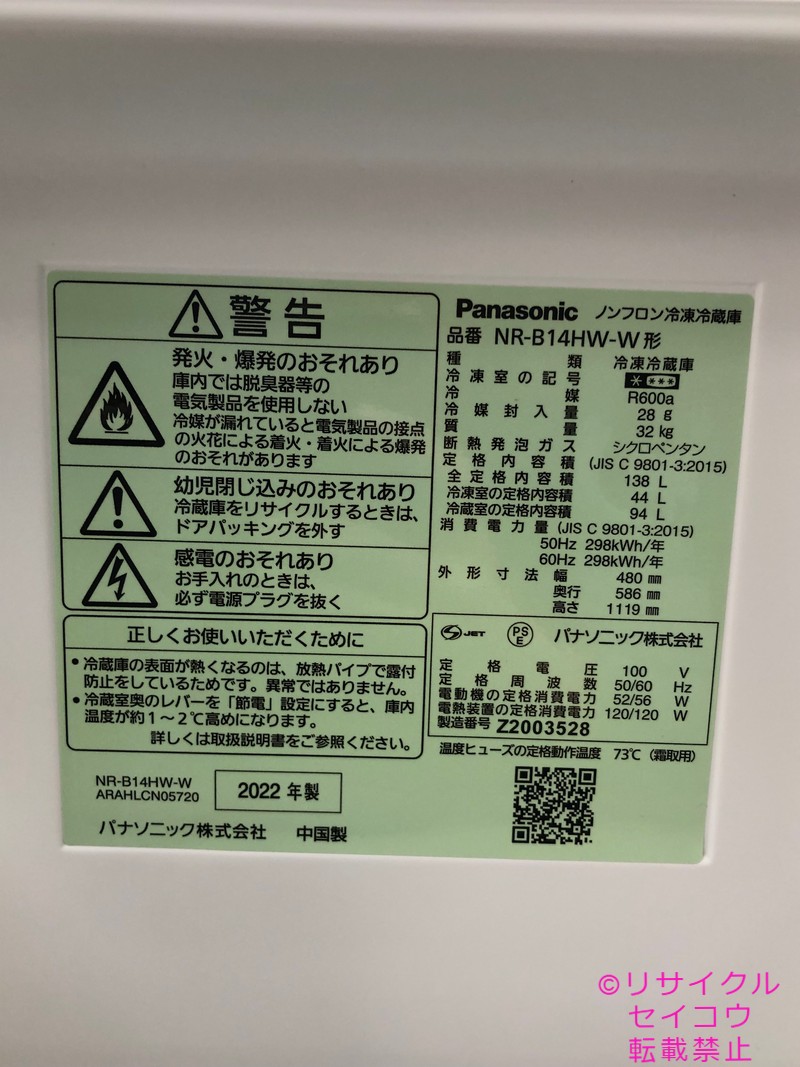 警告
発火・爆発のおそれあり
庫内では脱臭器等の
電気製品を使用しない
冷媒が漏れていると電気製品の接点
の火花による着火・着火による爆発
のおそれがあります
幼児閉じ込みのおそれあり
冷蔵庫をリサイクルするときは、
ドアパッキングを外す
感電のおそれあり
お手入れのときは、
必ず電源プラグを抜く
正しくお使いいただくために
・冷蔵庫の表面が熱くなるのは、放熱パイプで露付
防止をしているためです。異常ではありません。
・冷蔵室奥のレバーを「節電」設定にすると、庫内
温度が約1～2℃高めになります。
詳しくは取扱説明書をご参照ください。
NR-B14HW-W
ARAHLCN05720
2022 年製
パナソニック株式会社 中国製
Panasonic ノンフロン冷凍冷蔵庫
品番 NR-B14HW-W形
種類 冷凍冷蔵庫
冷凍室の記号
冷媒 R600a
冷媒封入量 28 g
質量 32 kg
断熱発泡ガス シクロペンタン
定格内容積 (JIS C 9801-3:2015)
全定格内容積 138 L
冷凍室の定格内容積 44 L
冷蔵室の定格内容積 94 L
消費電力量 (JIS C 9801-3:2015)
50Hz 298kWh/年
60Hz 298kWh/年
外形寸法 幅 480 mm
奥行 586 mm
高さ 1119 mm
JET PSE パナソニック株式会社
定格電圧 100 V
定格周波数 50/60 Hz
電動機の定格消費電力 52/56 W
電熱装置の定格消費電力 120/120 W
製造番号 Z2003528
温度ヒューズの定格動作温度 73℃ (霜取用)
©リサイクル
セイコウ
転載禁止